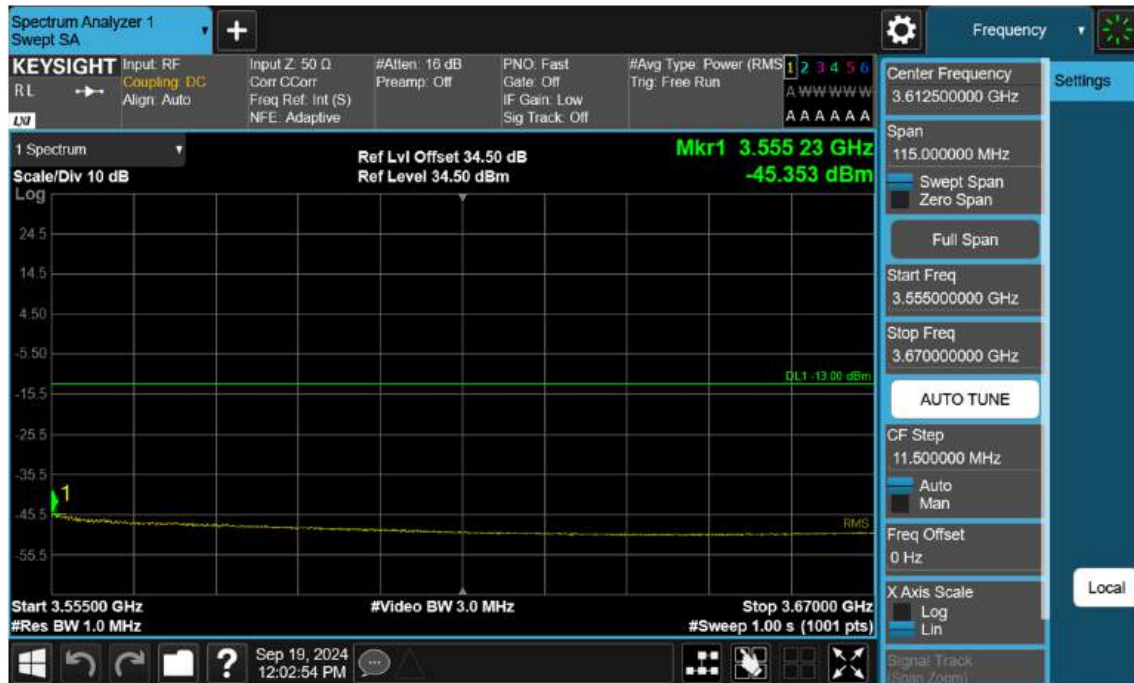 Spectrum Analyzer 1
Swept SA
Frequency
KEYSIGHT
RL
LXI
Input: RF
Coupling: DC
Align: Auto
Input Z: 50 Ω
Corr CCorr
Freq Ref: Int (S)
NFE: Adaptive
#Atten: 16 dB
Preamp: Off
PNO: Fast
Gate: Off
IF Gain: Low
Sig Track: Off
#Avg Type: Power (RMS
Trig: Free Run
1 2 3 4 5 6
A W W W W W
A A A A A A
1 Spectrum
Scale/Div 10 dB
Log
Ref Lvl Offset 34.50 dB
Ref Level 34.50 dBm
Mkr1 3.555 23 GHz
-45.353 dBm
24.5
14.5
4.50
-5.50
DL1 -13.00 dBm
-15.5
-25.5
-35.5
1
-45.5
RMS
-55.5
Start 3.55500 GHz
#Video BW 3.0 MHz
Stop 3.67000 GHz
#Res BW 1.0 MHz
#Sweep 1.00 s (1001 pts)
Sep 19, 2024
12:02:54 PM
Center Frequency
3.612500000 GHz
Settings
Span
115.000000 MHz
Swept Span
Zero Span
Full Span
Start Freq
3.555000000 GHz
Stop Freq
3.670000000 GHz
AUTO TUNE
CF Step
11.500000 MHz
Auto
Man
Freq Offset
0 Hz
X Axis Scale
Log
Lin
Local
Signal Track
(Span Zoom)